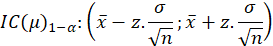 IC(μ)₁₋α: (x̄ − z. σ/√n ; x̄ + z. σ/√n)